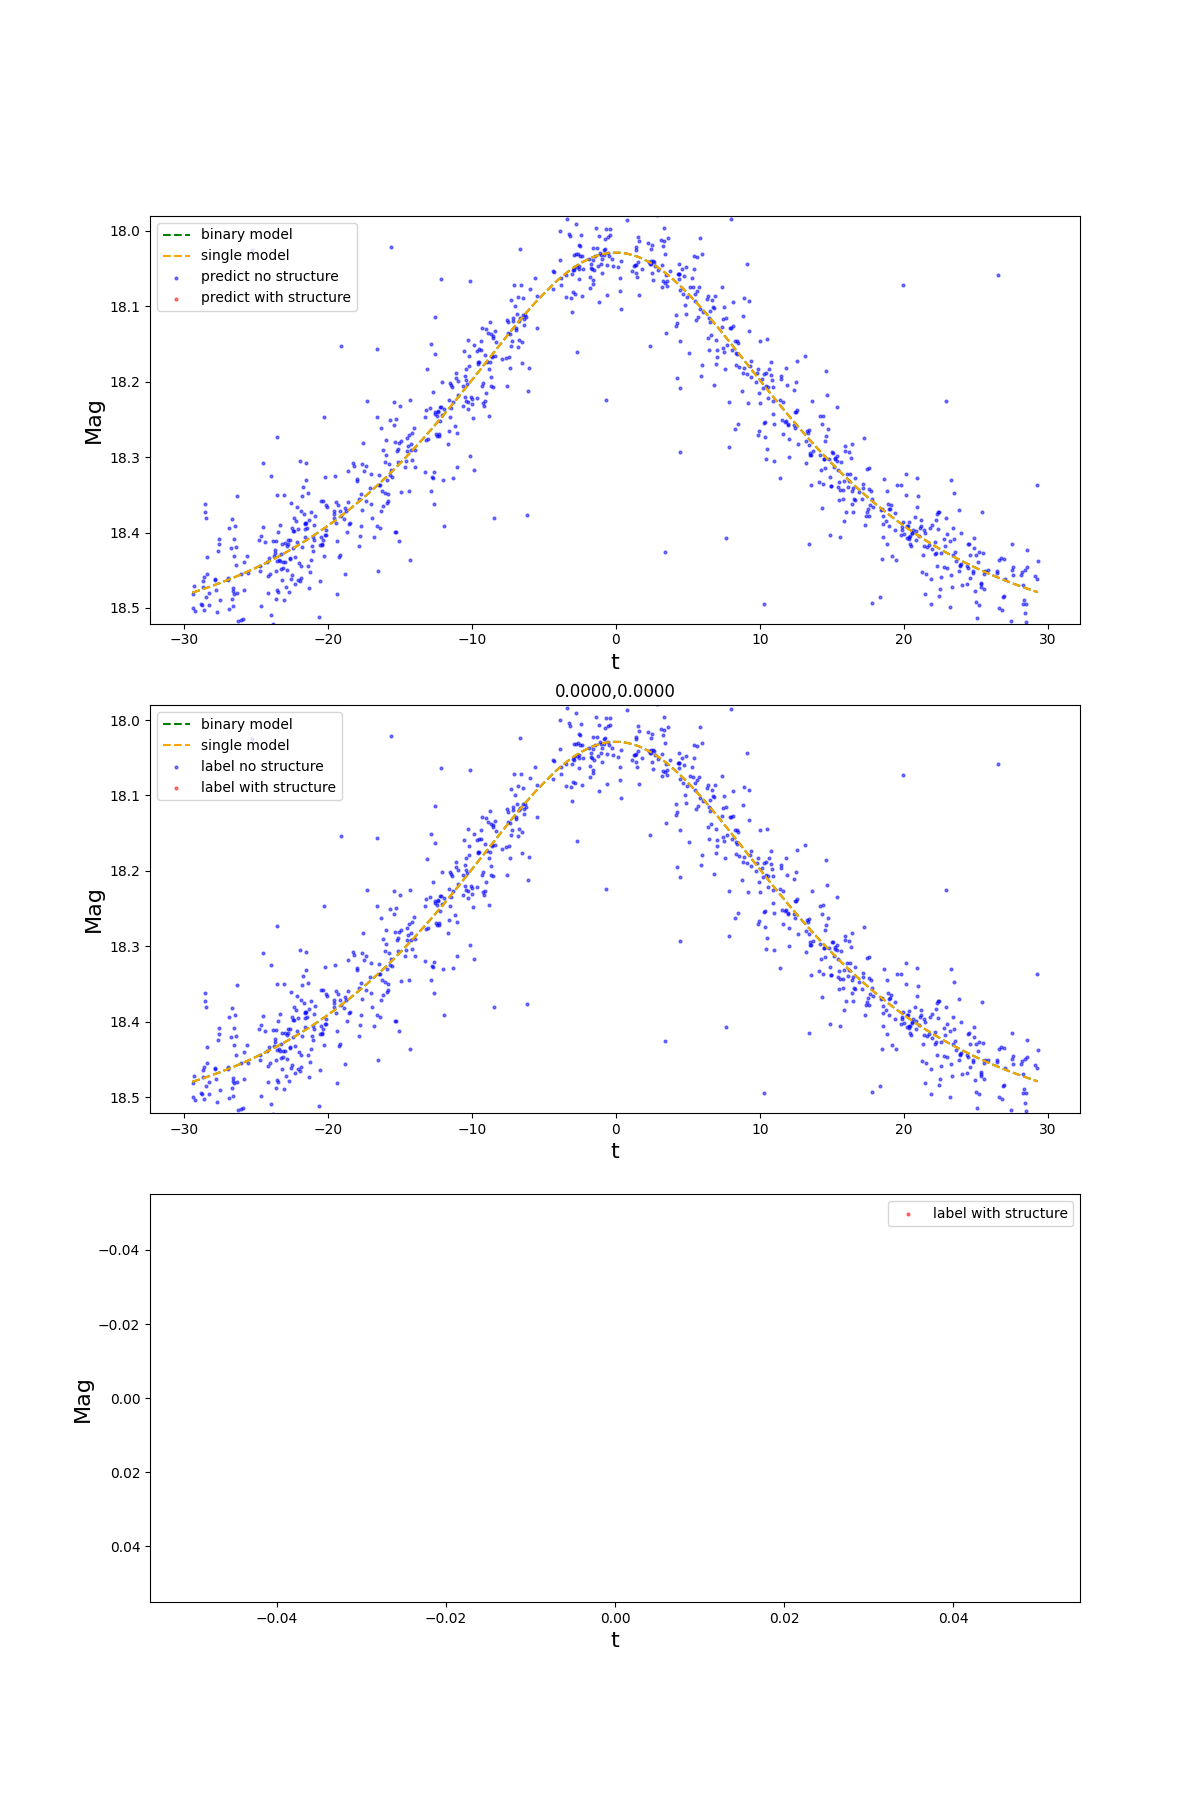 binary model
single model
predict no structure
predict with structure
18.0
18.1
18.2
18.3
18.4
18.5
Mag
−30 −20 −10 0 10 20 30
t
0.0000,0.0000
binary model
single model
label no structure
label with structure
18.0
18.1
18.2
18.3
18.4
18.5
Mag
−30 −20 −10 0 10 20 30
t
label with structure
−0.04
−0.02
0.00
0.02
0.04
Mag
−0.04 −0.02 0.00 0.02 0.04
t